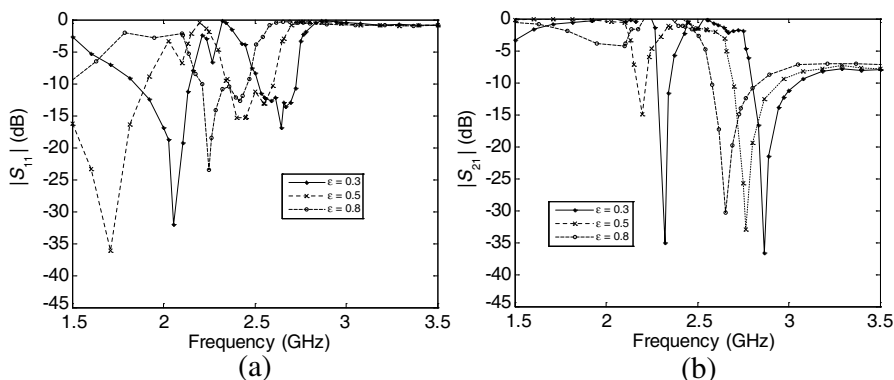 0
-5
-10
-15
-20
-25
-30
-35
-40
-45
|S11| (dB)
ε = 0.3
ε = 0.5
ε = 0.8
1.5 2 2.5 3 3.5
Frequency (GHz)
(a)
0
-5
-10
-15
-20
-25
-30
-35
-40
-45
|S21| (dB)
ε = 0.3
ε = 0.5
ε = 0.8
1.5 2 2.5 3 3.5
Frequency (GHz)
(b)